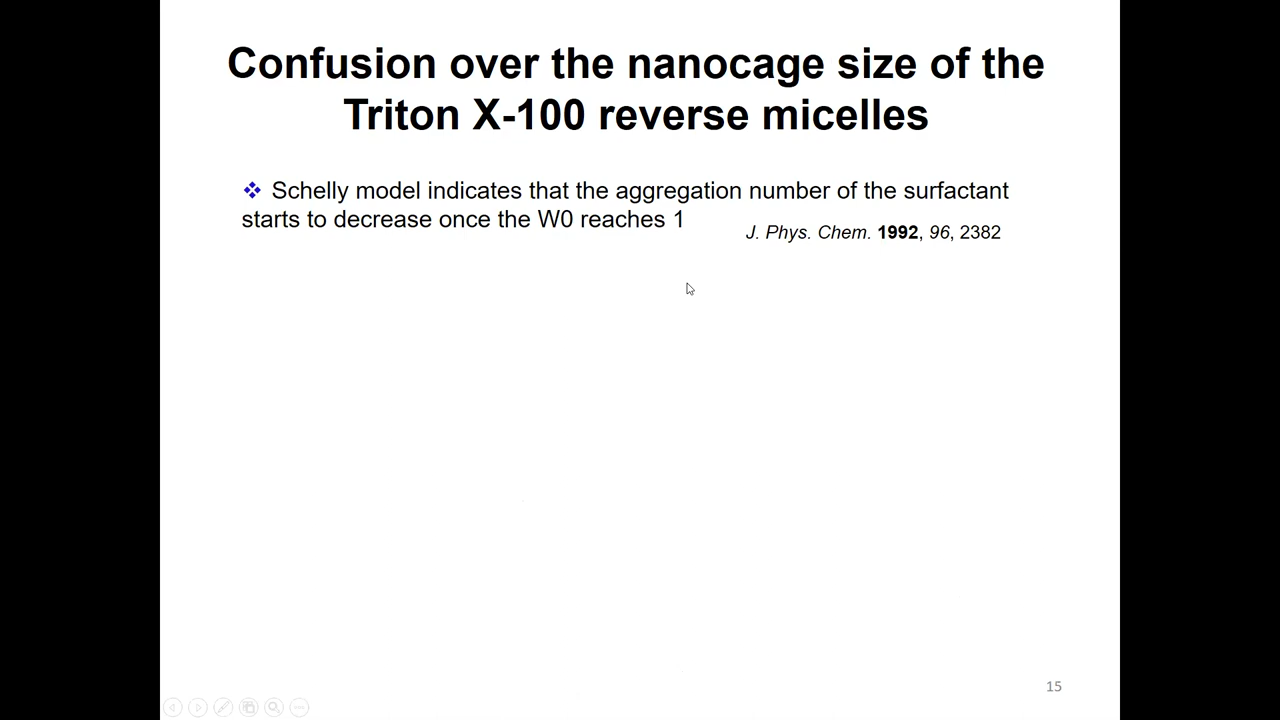 Confusion over the nanocage size of the
Triton X-100 reverse micelles
❖ Schelly model indicates that the aggregation number of the surfactant
starts to decrease once the W0 reaches 1
J. Phys. Chem. 1992, 96, 2382
15